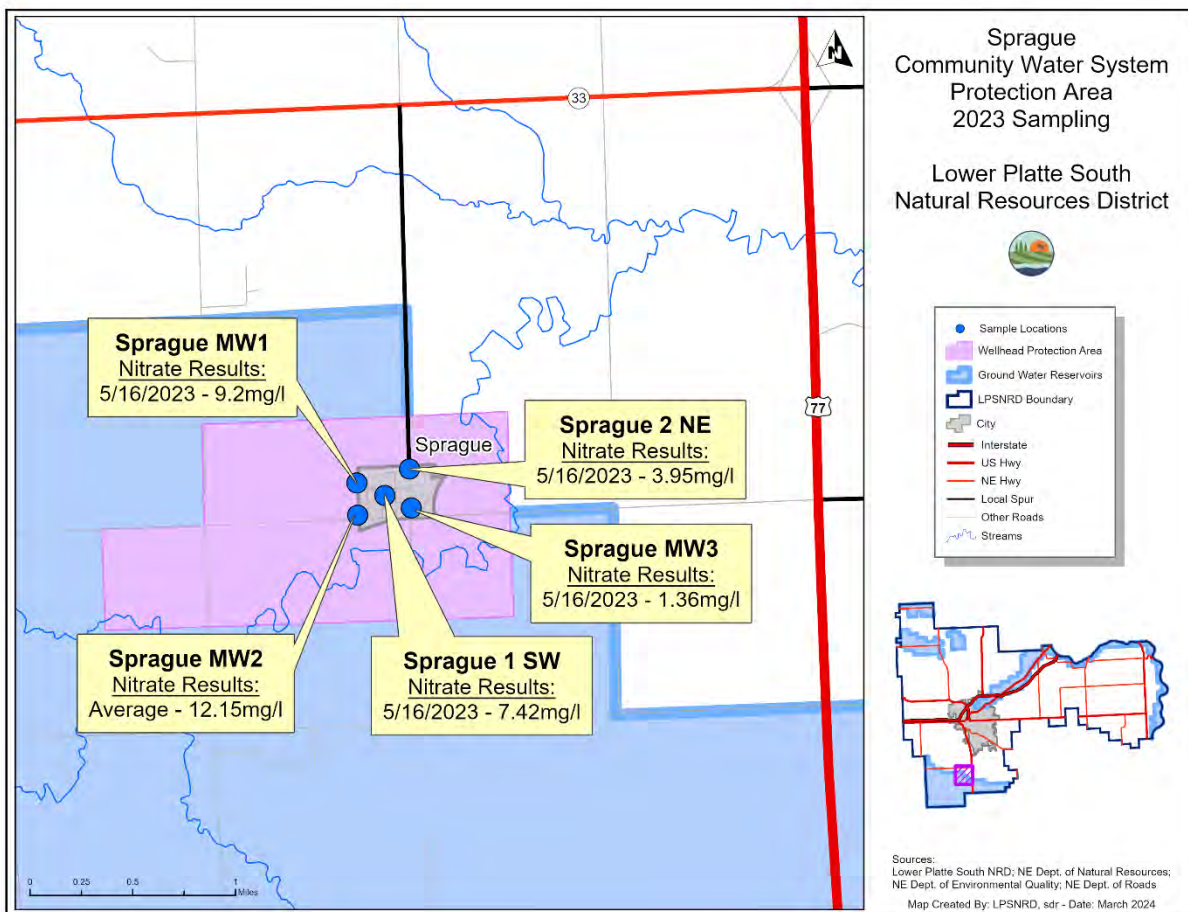 Sprague
Community Water System
Protection Area
2023 Sampling
Lower Platte South
Natural Resources District
N
33
77
Sprague MW1
Nitrate Results:
5/16/2023 - 9.2mg/l
Sprague
Sprague 2 NE
Nitrate Results:
5/16/2023 - 3.95mg/l
Sprague MW3
Nitrate Results:
5/16/2023 - 1.36mg/l
Sprague MW2
Nitrate Results:
Average - 12.15mg/l
Sprague 1 SW
Nitrate Results:
5/16/2023 - 7.42mg/l
Sample Locations
Wellhead Protection Area
Ground Water Reservoirs
LPSNRD Boundary
City
Interstate
US Hwy
NE Hwy
Local Spur
Other Roads
Streams
0 0.25 0.5 1
Miles
Sources:
Lower Platte South NRD; NE Dept. of Natural Resources;
NE Dept. of Environmental Quality; NE Dept. of Roads
Map Created By: LPSNRD, sdr - Date: March 2024